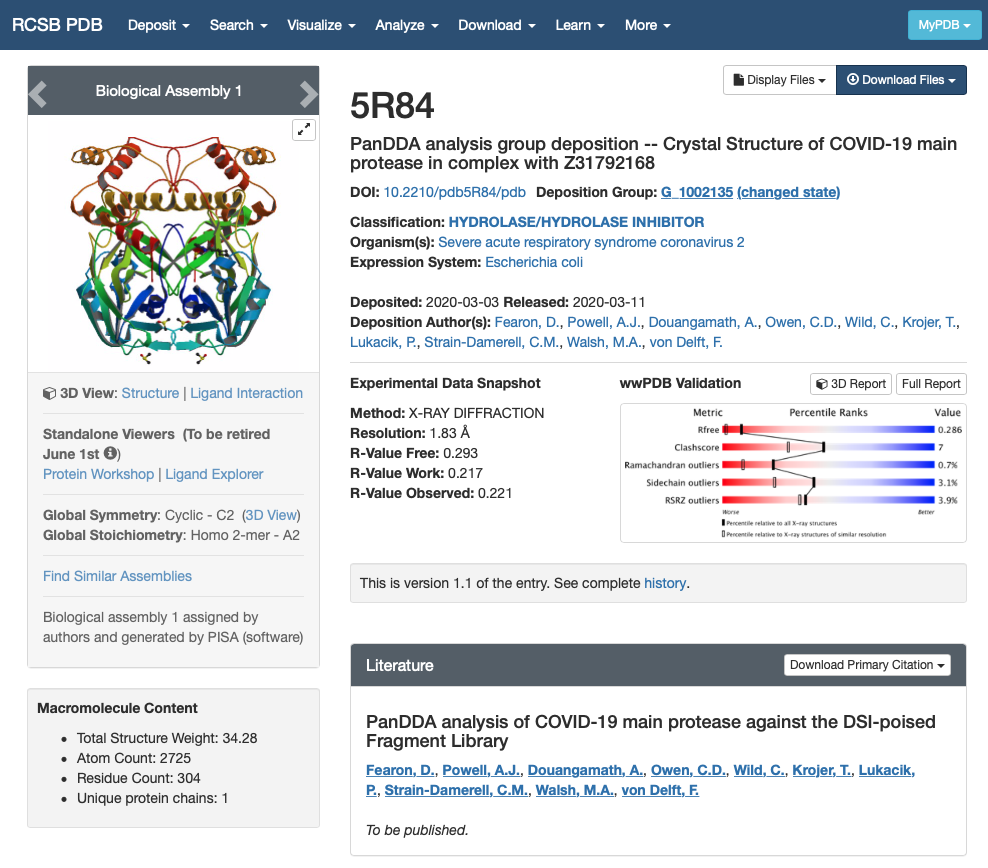 RCSB PDB Deposit Search Visualize Analyze Download Learn More MyPDB
Biological Assembly 1
3D View: Structure | Ligand Interaction
Standalone Viewers (To be retired
June 1st )
Protein Workshop | Ligand Explorer
Global Symmetry: Cyclic - C2 (3D View)
Global Stoichiometry: Homo 2-mer - A2
Find Similar Assemblies
Biological assembly 1 assigned by
authors and generated by PISA (software)
Macromolecule Content
• Total Structure Weight: 34.28
• Atom Count: 2725
• Residue Count: 304
• Unique protein chains: 1
Display Files Download Files
5R84
PanDDA analysis group deposition -- Crystal Structure of COVID-19 main
protease in complex with Z31792168
DOI: 10.2210/pdb5R84/pdb Deposition Group: G_1002135 (changed state)
Classification: HYDROLASE/HYDROLASE INHIBITOR
Organism(s): Severe acute respiratory syndrome coronavirus 2
Expression System: Escherichia coli
Deposited: 2020-03-03 Released: 2020-03-11
Deposition Author(s): Fearon, D., Powell, A.J., Douangamath, A., Owen, C.D., Wild, C., Krojer, T.,
Lukacik, P., Strain-Damerell, C.M., Walsh, M.A., von Delft, F.
Experimental Data Snapshot
Method: X-RAY DIFFRACTION
Resolution: 1.83 Å
R-Value Free: 0.293
R-Value Work: 0.217
R-Value Observed: 0.221
wwPDB Validation 3D Report Full Report
Metric Percentile Ranks Value
Rfree 0.286
Clashscore 7
Ramachandran outliers 0.7%
Sidechain outliers 3.1%
RSRZ outliers 3.9%
Worse Better
Percentile relative to all X-ray structures
Percentile relative to X-ray structures of similar resolution
This is version 1.1 of the entry. See complete history.
Literature Download Primary Citation
PanDDA analysis of COVID-19 main protease against the DSI-poised
Fragment Library
Fearon, D., Powell, A.J., Douangamath, A., Owen, C.D., Wild, C., Krojer, T., Lukacik,
P., Strain-Damerell, C.M., Walsh, M.A., von Delft, F.
To be published.